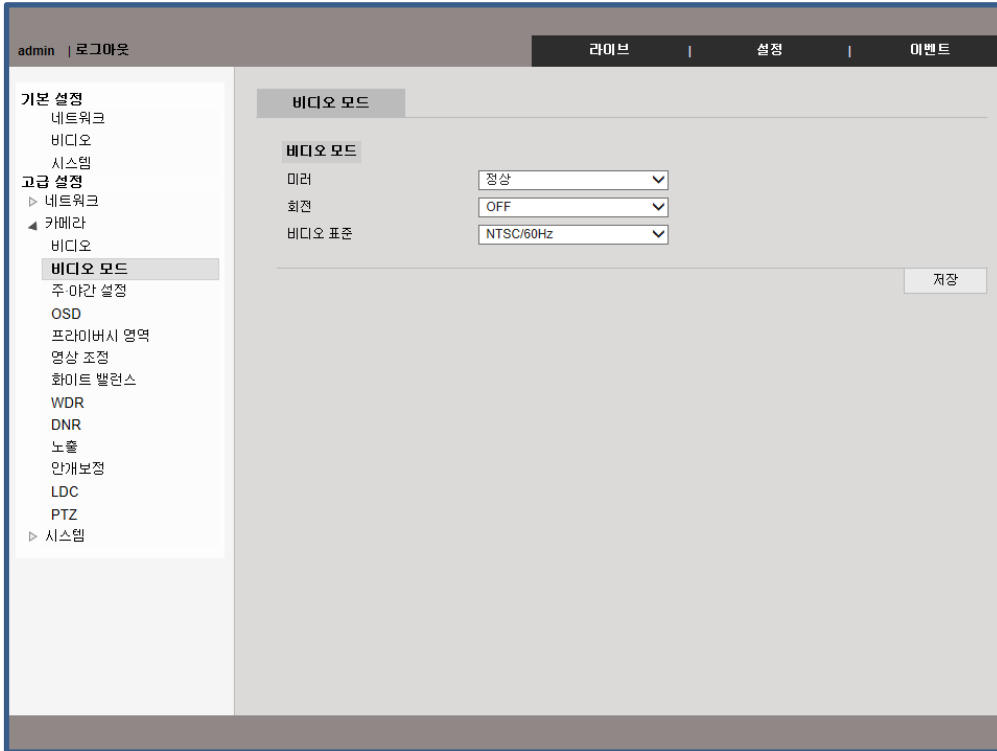 admin | 로그아웃
라이브 | 설정 | 이벤트
기본 설정
네트워크
비디오
시스템
고급 설정
네트워크
카메라
비디오
비디오 모드
주·야간 설정
OSD
프라이버시 영역
영상 조정
화이트 밸런스
WDR
DNR
노출
안개보정
LDC
PTZ
시스템
비디오 모드
비디오 모드
미러 정상
회전 OFF
비디오 표준 NTSC/60Hz
저장